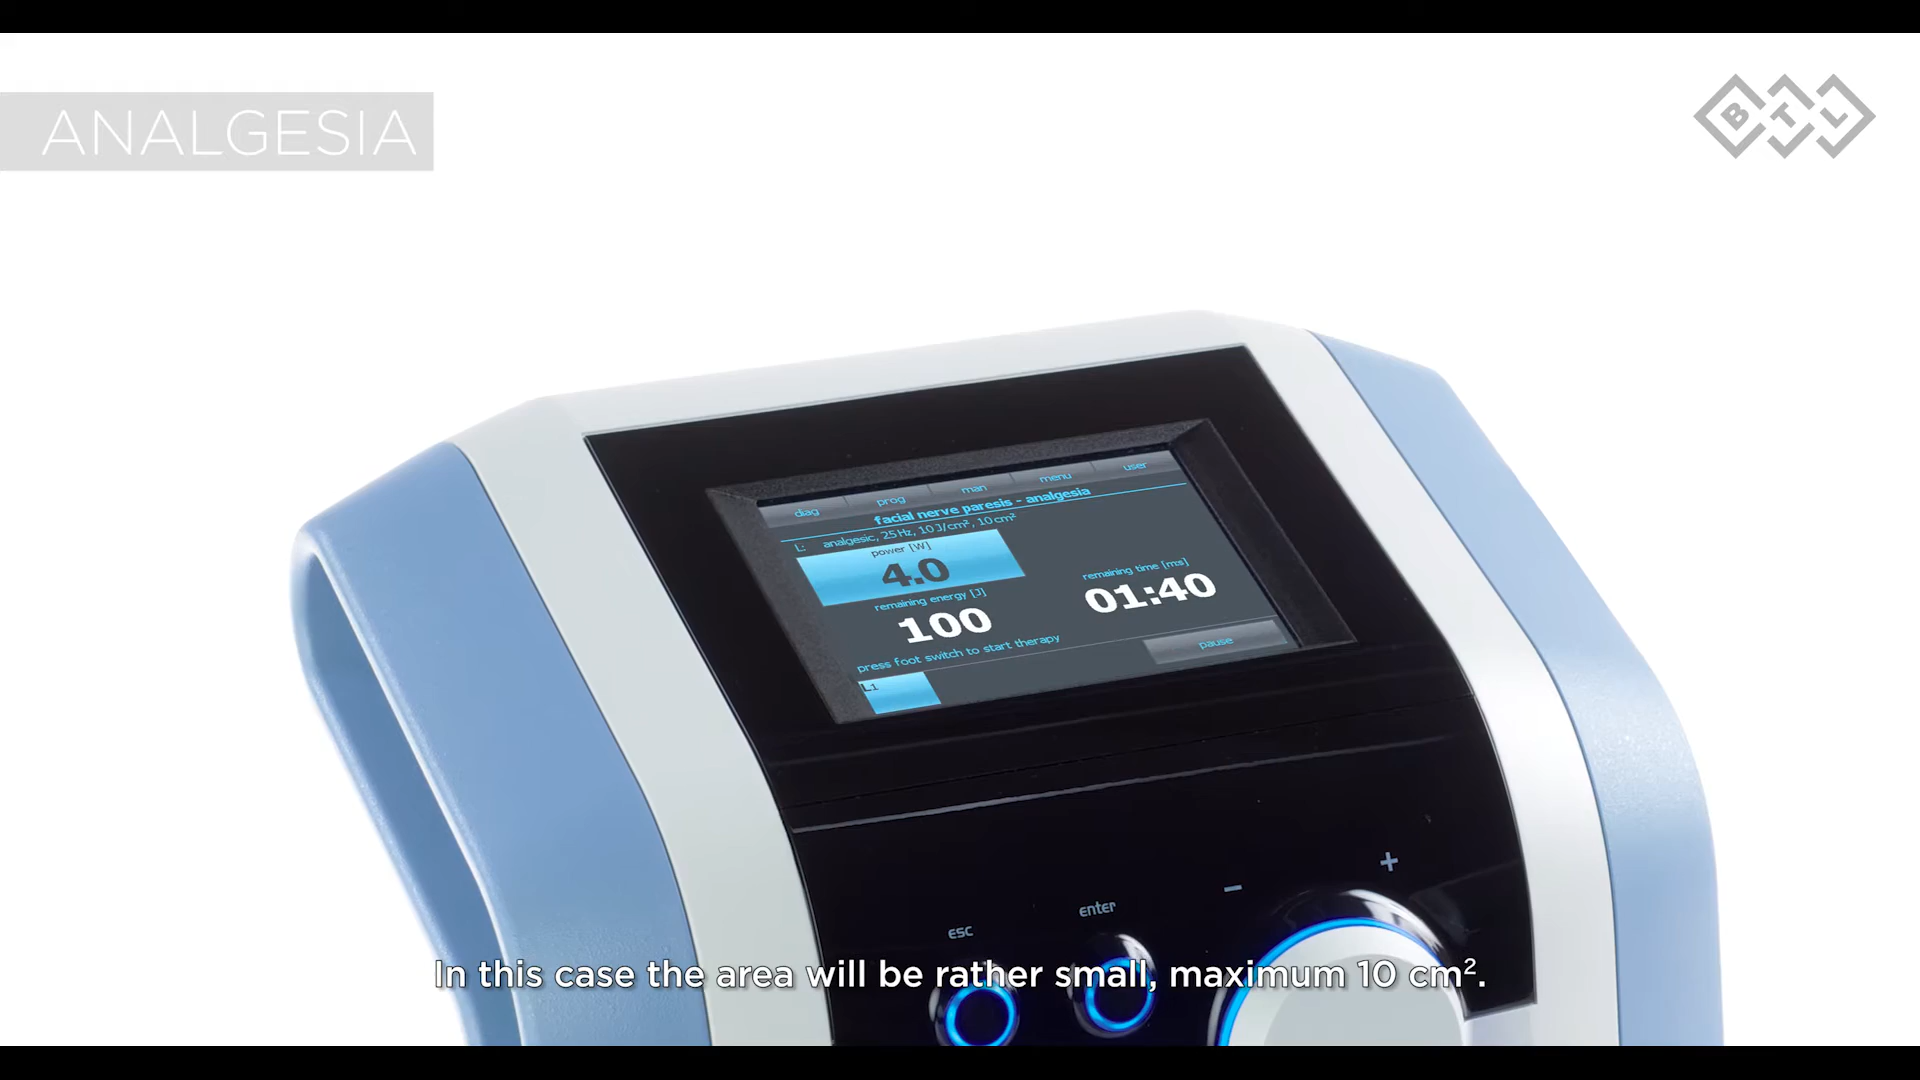 ANALGESIA
BTL
diag prog man menu user
facial nerve paresis - analgesia
L: analgesic, 25 Hz, 10 J/cm², 10 cm²
power [W]
4.0
remaining energy [J]
100
remaining time [m:s]
01:40
press foot switch to start therapy
pause
L1
- +
esc enter
In this case the area will be rather small, maximum 10 cm².